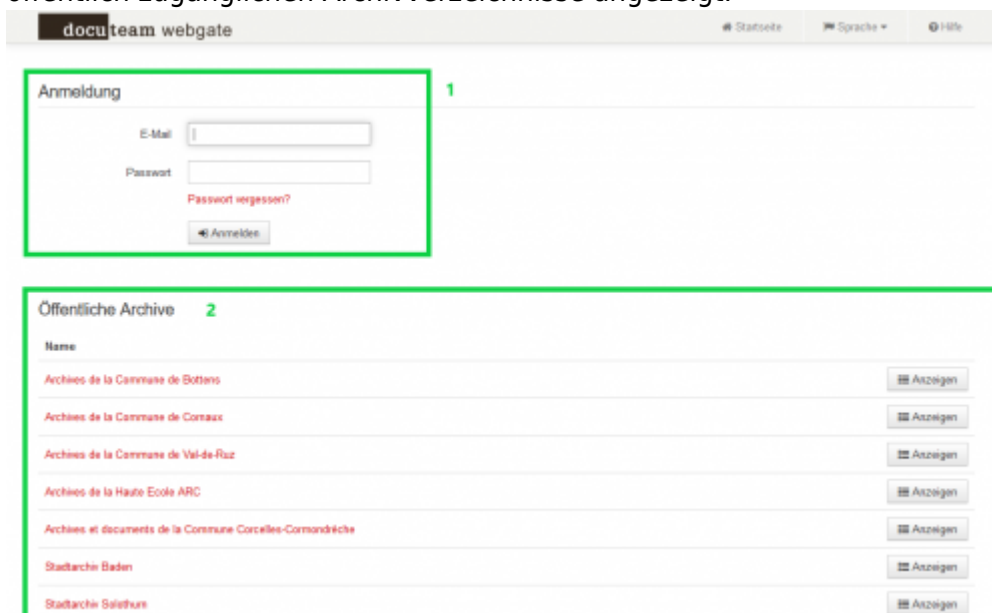 öffentlich zugänglichen Archivverzeichnisse angezeigt.
docuteam webgate
Startseite Sprache Hilfe
Anmeldung 1
E-Mail
Passwort
Passwort vergessen?
Anmelden
Öffentliche Archive 2
Name
Archives de la Commune de Bottens Anzeigen
Archives de la Commune de Cornaux Anzeigen
Archives de la Commune de Val-de-Ruz Anzeigen
Archives de la Haute Ecole ARC Anzeigen
Archives et documents de la Commune Corcelles-Cormondrèche Anzeigen
Stadtarchiv Baden Anzeigen
Stadtarchiv Solothurn Anzeigen